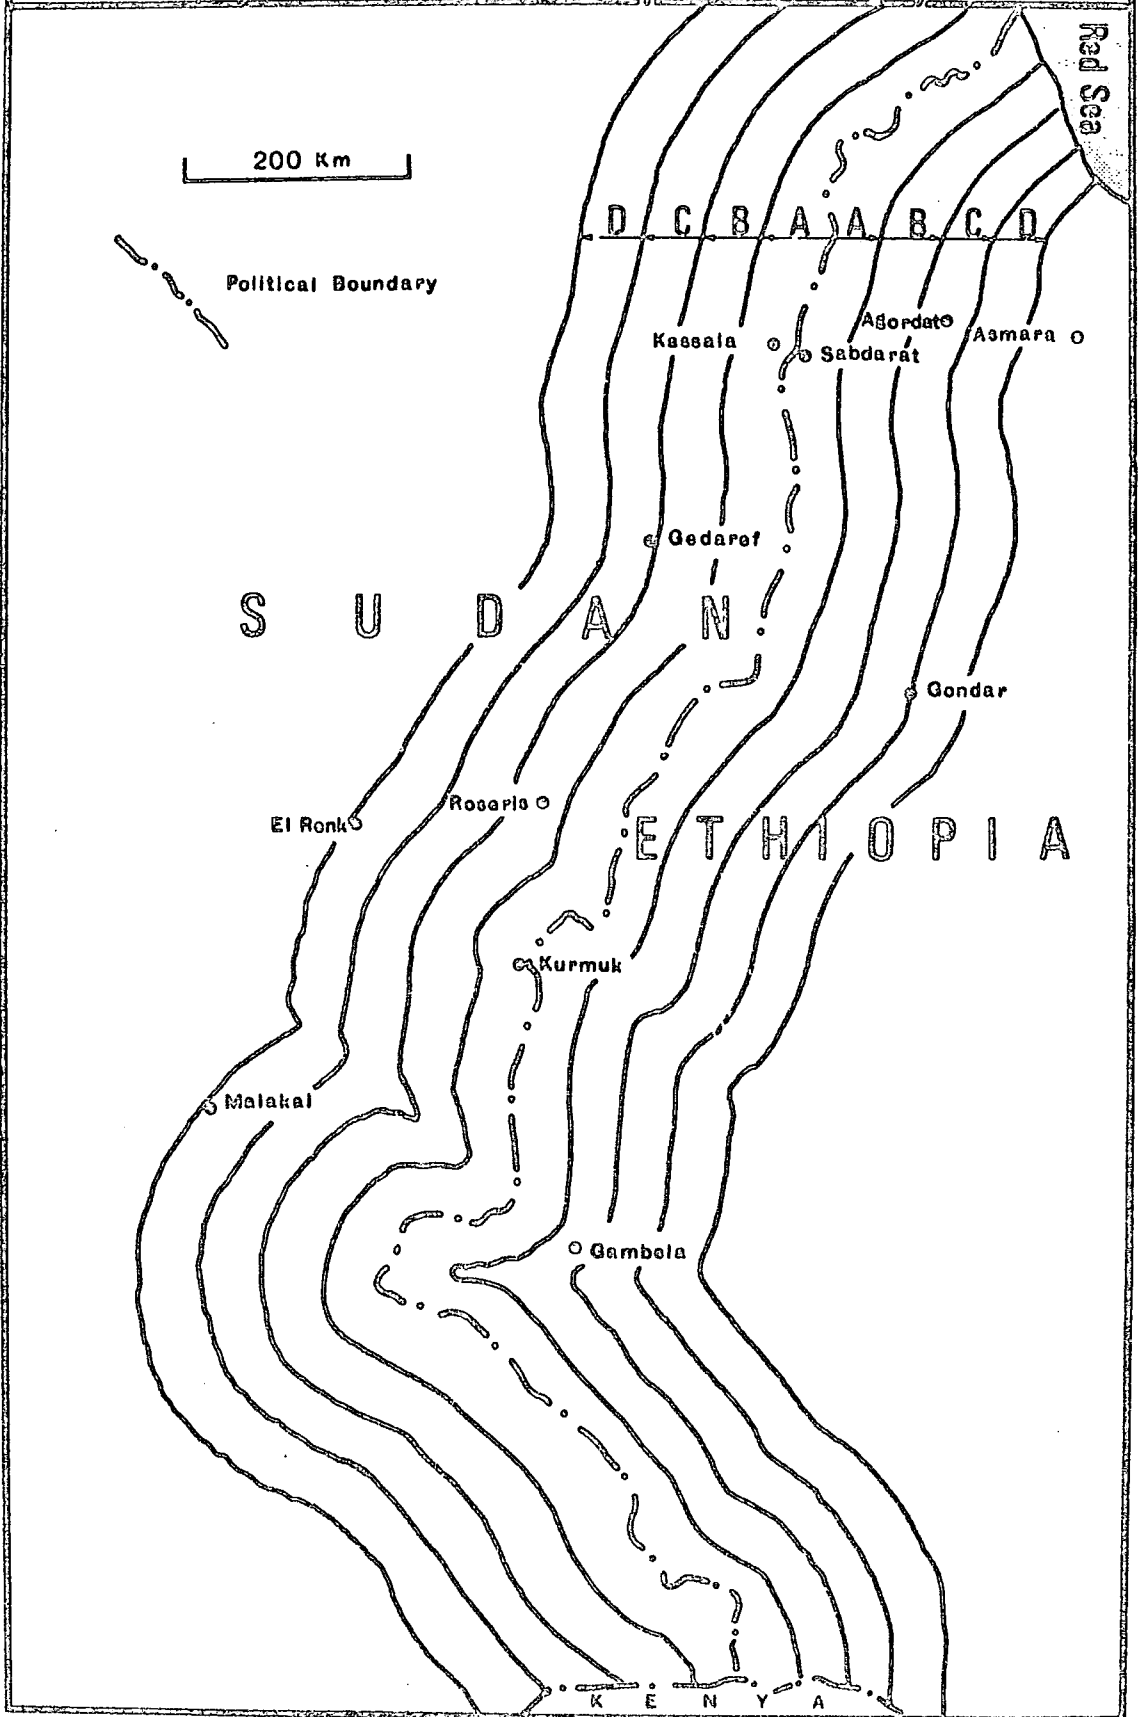 Red Sea
200 Km
D C B A A B C D
Political Boundary
Agordat
Kassala
Asmara
Sabdarat
Gedaref
SUDAN
Gondar
Roseris
El Renk
ETHIOPIA
Kurmuk
Malakal
Gambela
KENYA